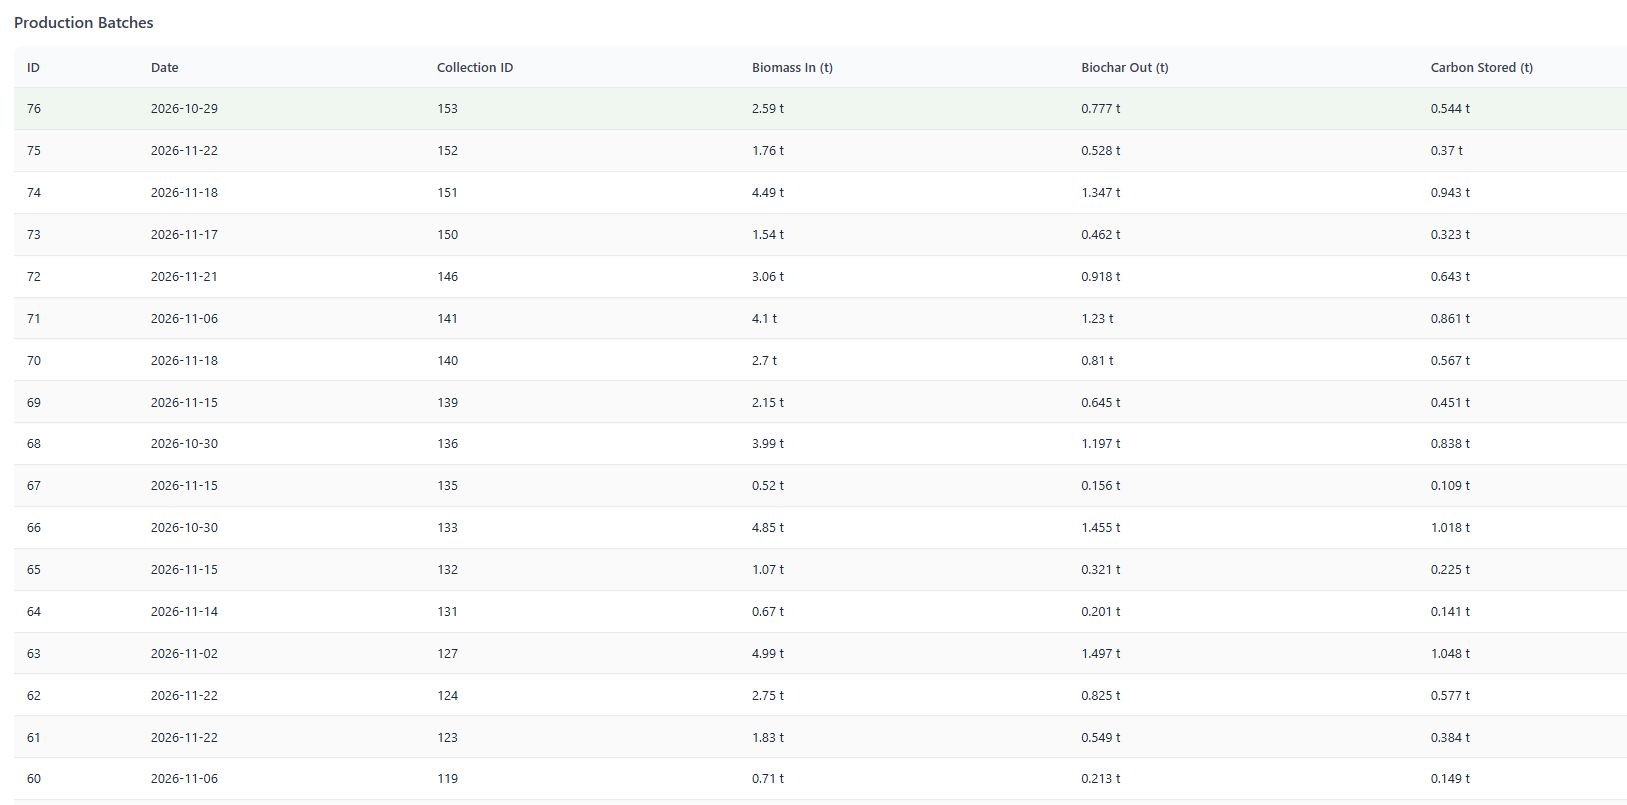 Production Batches
ID Date Collection ID Biomass In (t) Biochar Out (t) Carbon Stored (t)
76 2026-10-29 153 2.59 t 0.777 t 0.544 t
75 2026-11-22 152 1.76 t 0.528 t 0.37 t
74 2026-11-18 151 4.49 t 1.347 t 0.943 t
73 2026-11-17 150 1.54 t 0.462 t 0.323 t
72 2026-11-21 146 3.06 t 0.918 t 0.643 t
71 2026-11-06 141 4.1 t 1.23 t 0.861 t
70 2026-11-18 140 2.7 t 0.81 t 0.567 t
69 2026-11-15 139 2.15 t 0.645 t 0.451 t
68 2026-10-30 136 3.99 t 1.197 t 0.838 t
67 2026-11-15 135 0.52 t 0.156 t 0.109 t
66 2026-10-30 133 4.85 t 1.455 t 1.018 t
65 2026-11-15 132 1.07 t 0.321 t 0.225 t
64 2026-11-14 131 0.67 t 0.201 t 0.141 t
63 2026-11-02 127 4.99 t 1.497 t 1.048 t
62 2026-11-22 124 2.75 t 0.825 t 0.577 t
61 2026-11-22 123 1.83 t 0.549 t 0.384 t
60 2026-11-06 119 0.71 t 0.213 t 0.149 t